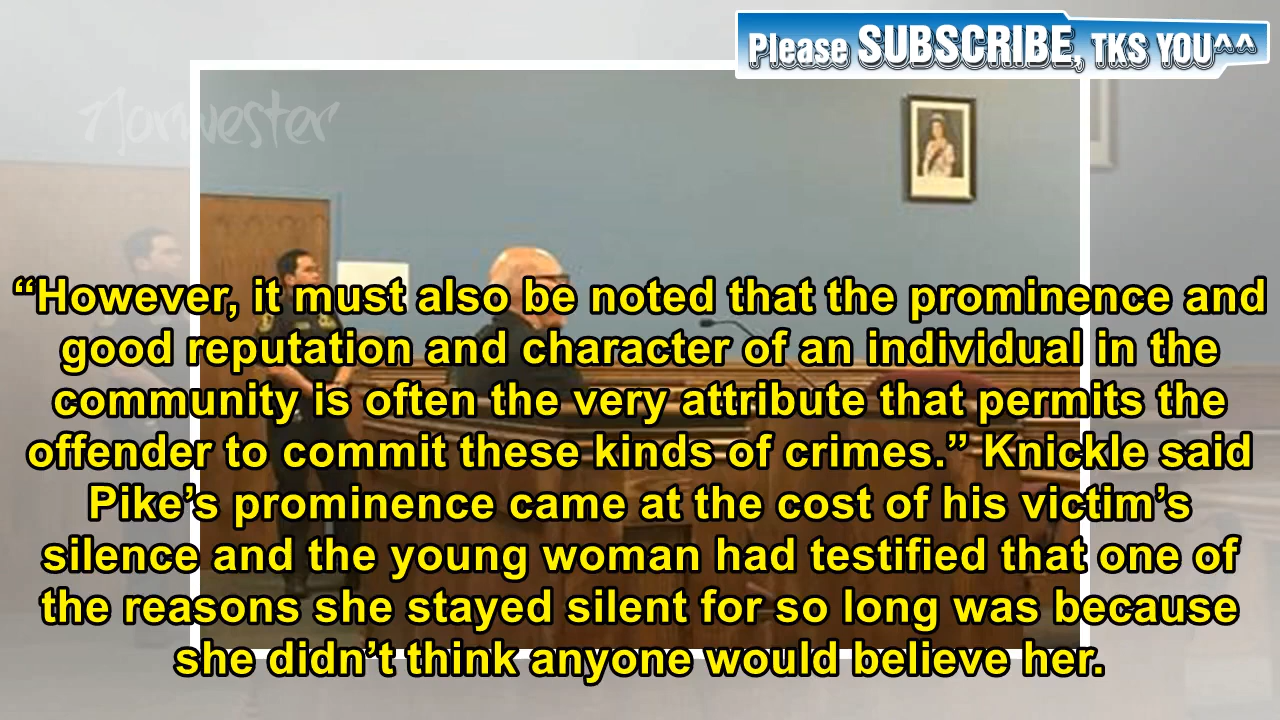 Please SUBSCRIBE, TKS YOU^^
Norwester
“However, it must also be noted that the prominence and
good reputation and character of an individual in the
community is often the very attribute that permits the
offender to commit these kinds of crimes.” Knickle said
Pike’s prominence came at the cost of his victim’s
silence and the young woman had testified that one of
the reasons she stayed silent for so long was because
she didn’t think anyone would believe her.